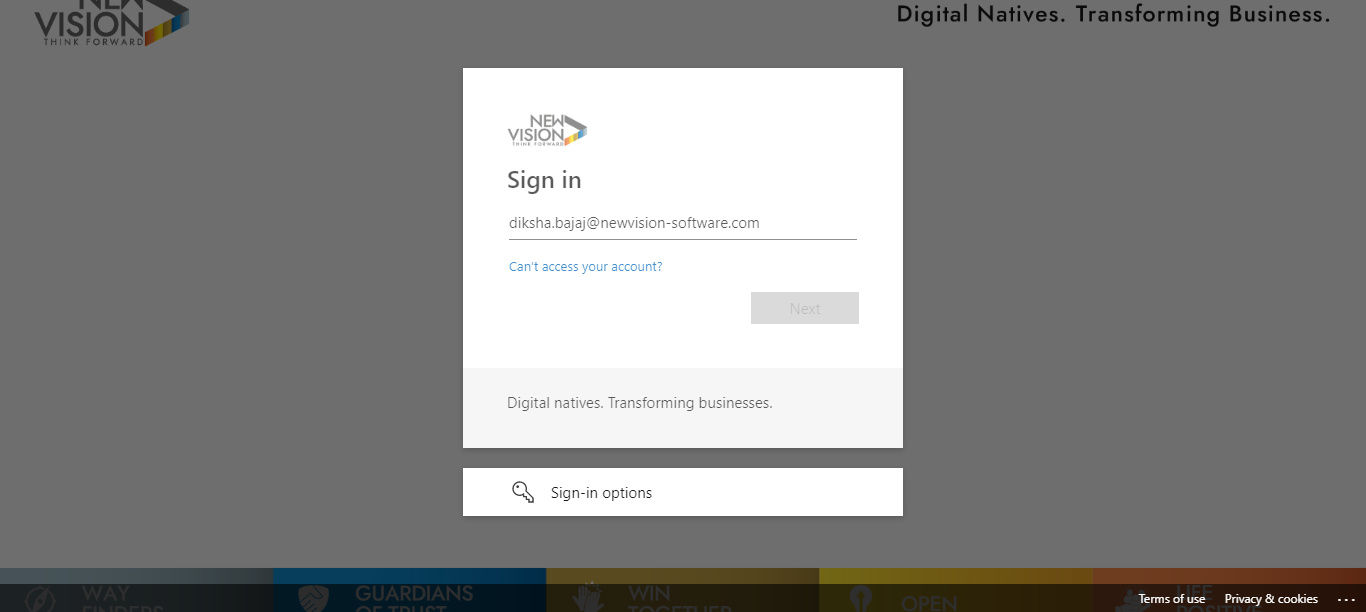 NEW
VISION
THINK FORWARD
Digital Natives. Transforming Business.
NEW
VISION
THINK FORWARD
Sign in
diksha.bajaj@newvision-software.com
Can't access your account?
Next
Digital natives. Transforming businesses.
Sign-in options
WAY
FINDERS
GUARDIANS
OF TRUST
WIN
TOGETHER
OPEN
LIFE
POSITIVE
Terms of use
Privacy & cookies
...